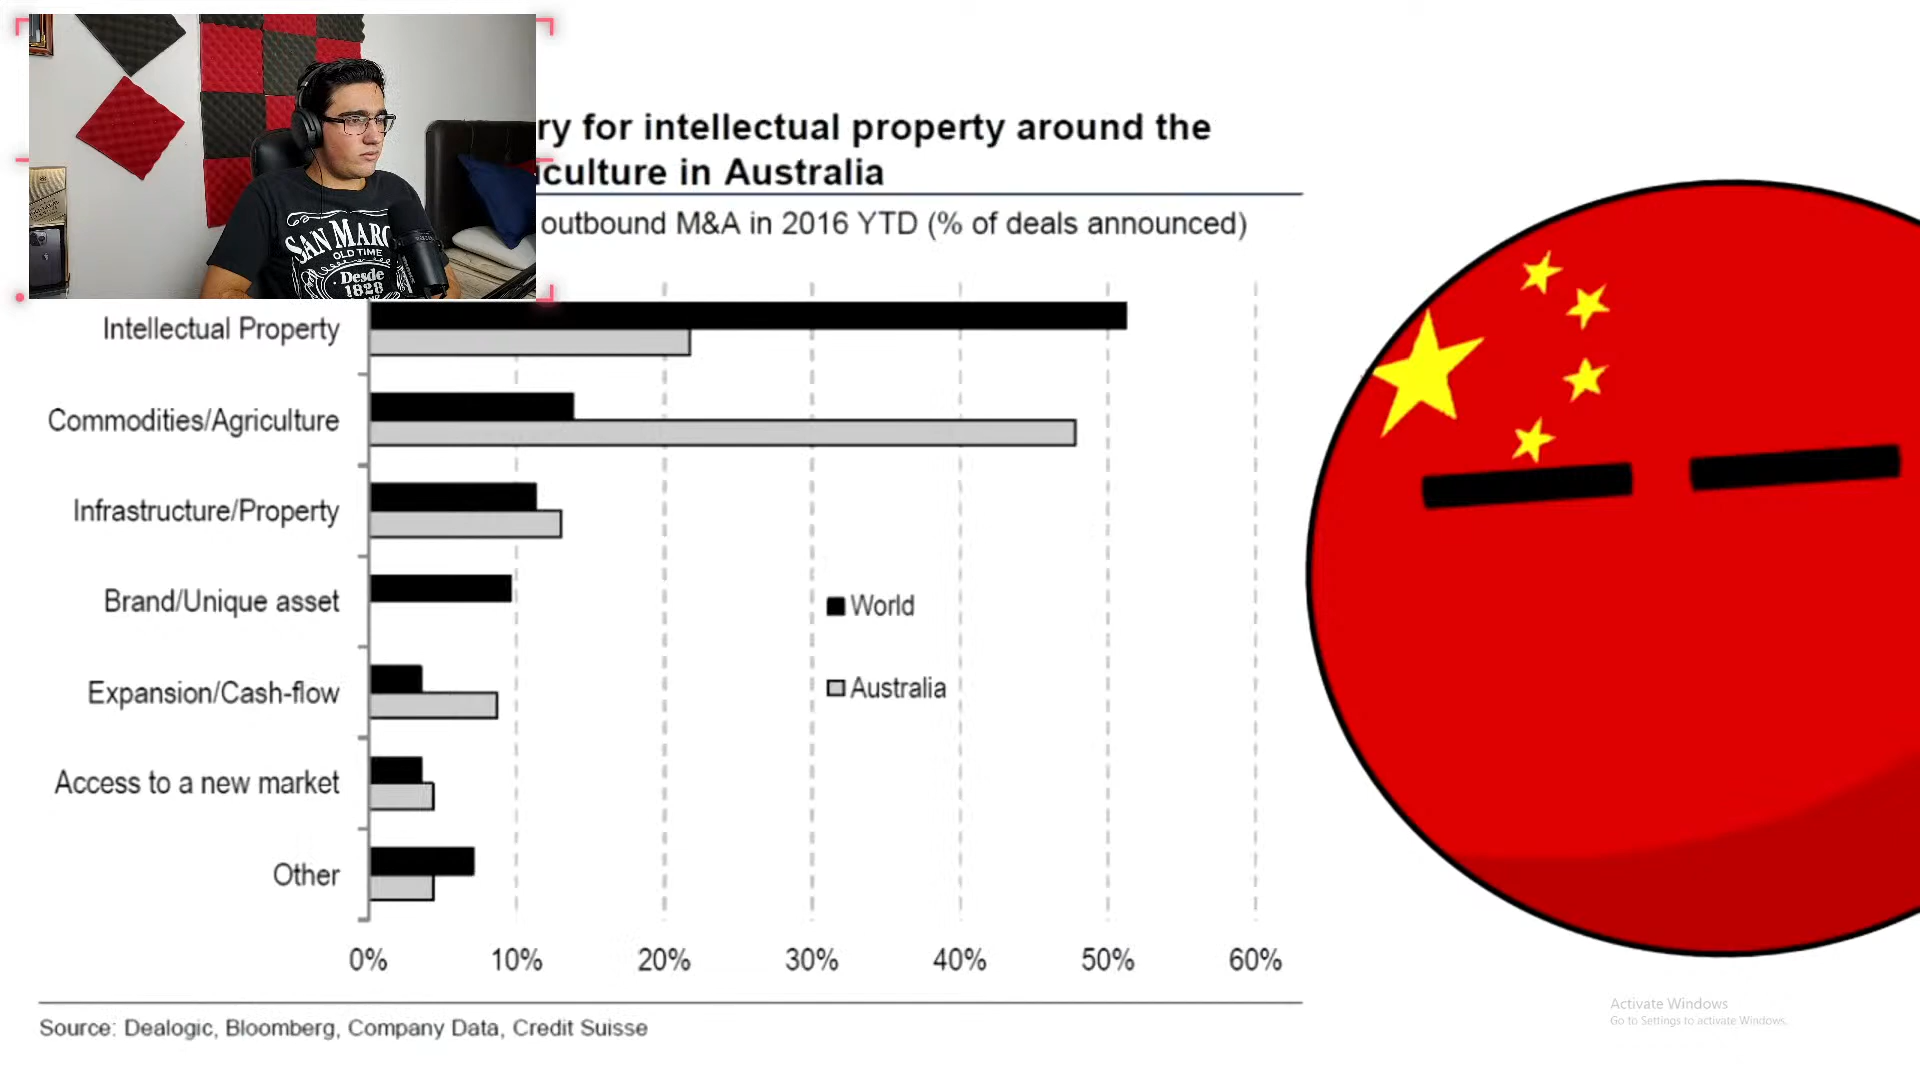 ry for intellectual property around the
culture in Australia
outbound M&A in 2016 YTD (% of deals announced)
SAN MARC
OLD TIME
Desde
1828
Intellectual Property
Commodities/Agriculture
Infrastructure/Property
Brand/Unique asset
World
Expansion/Cash-flow
Australia
Access to a new market
Other
0% 10% 20% 30% 40% 50% 60%
Source: Dealogic, Bloomberg, Company Data, Credit Suisse
Activate Windows
Go to Settings to activate Windows.